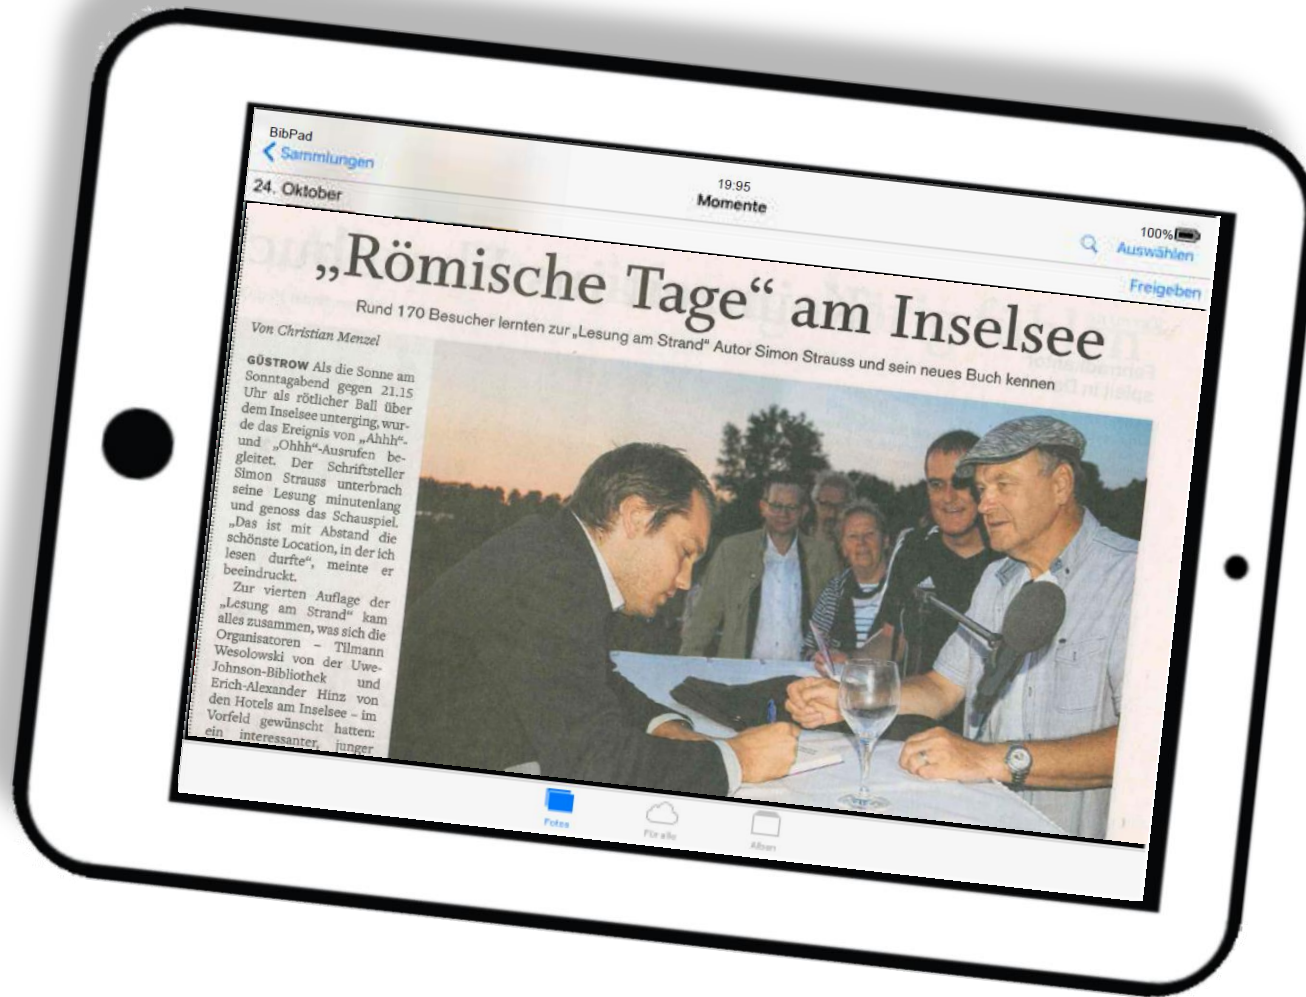 BibPad
Sammlungen
19:95
Momente
100%
Auswählen
24. Oktober
Freigeben
„Römische Tage“ am Inselsee
Rund 170 Besucher lernten zur „Lesung am Strand“ Autor Simon Strauss und sein neues Buch kennen
Von Christian Menzel
GÜSTROW Als die Sonne am
Sonntagabend gegen 21.15
Uhr als rötlicher Ball über
dem Inselsee unterging, wur-
de das Ereignis von „Ahhh“-
und „Ohhh“-Ausrufen be-
gleitet. Der Schriftsteller
Simon Strauss unterbrach
seine Lesung minutenlang
und genoss das Schauspiel.
„Das ist mit Abstand die
schönste Location, in der ich
lesen durfte“, meinte er
beeindruckt.
Zur vierten Auflage der
„Lesung am Strand“ kam
alles zusammen, was sich die
Organisatoren – Tilmann
Wesolowski von der Uwe-
Johnson-Bibliothek und
Erich-Alexander Hinz von
den Hotels am Inselsee – im
Vorfeld gewünscht hatten:
ein interessanter, junger
Fotos
Für alle
Alben